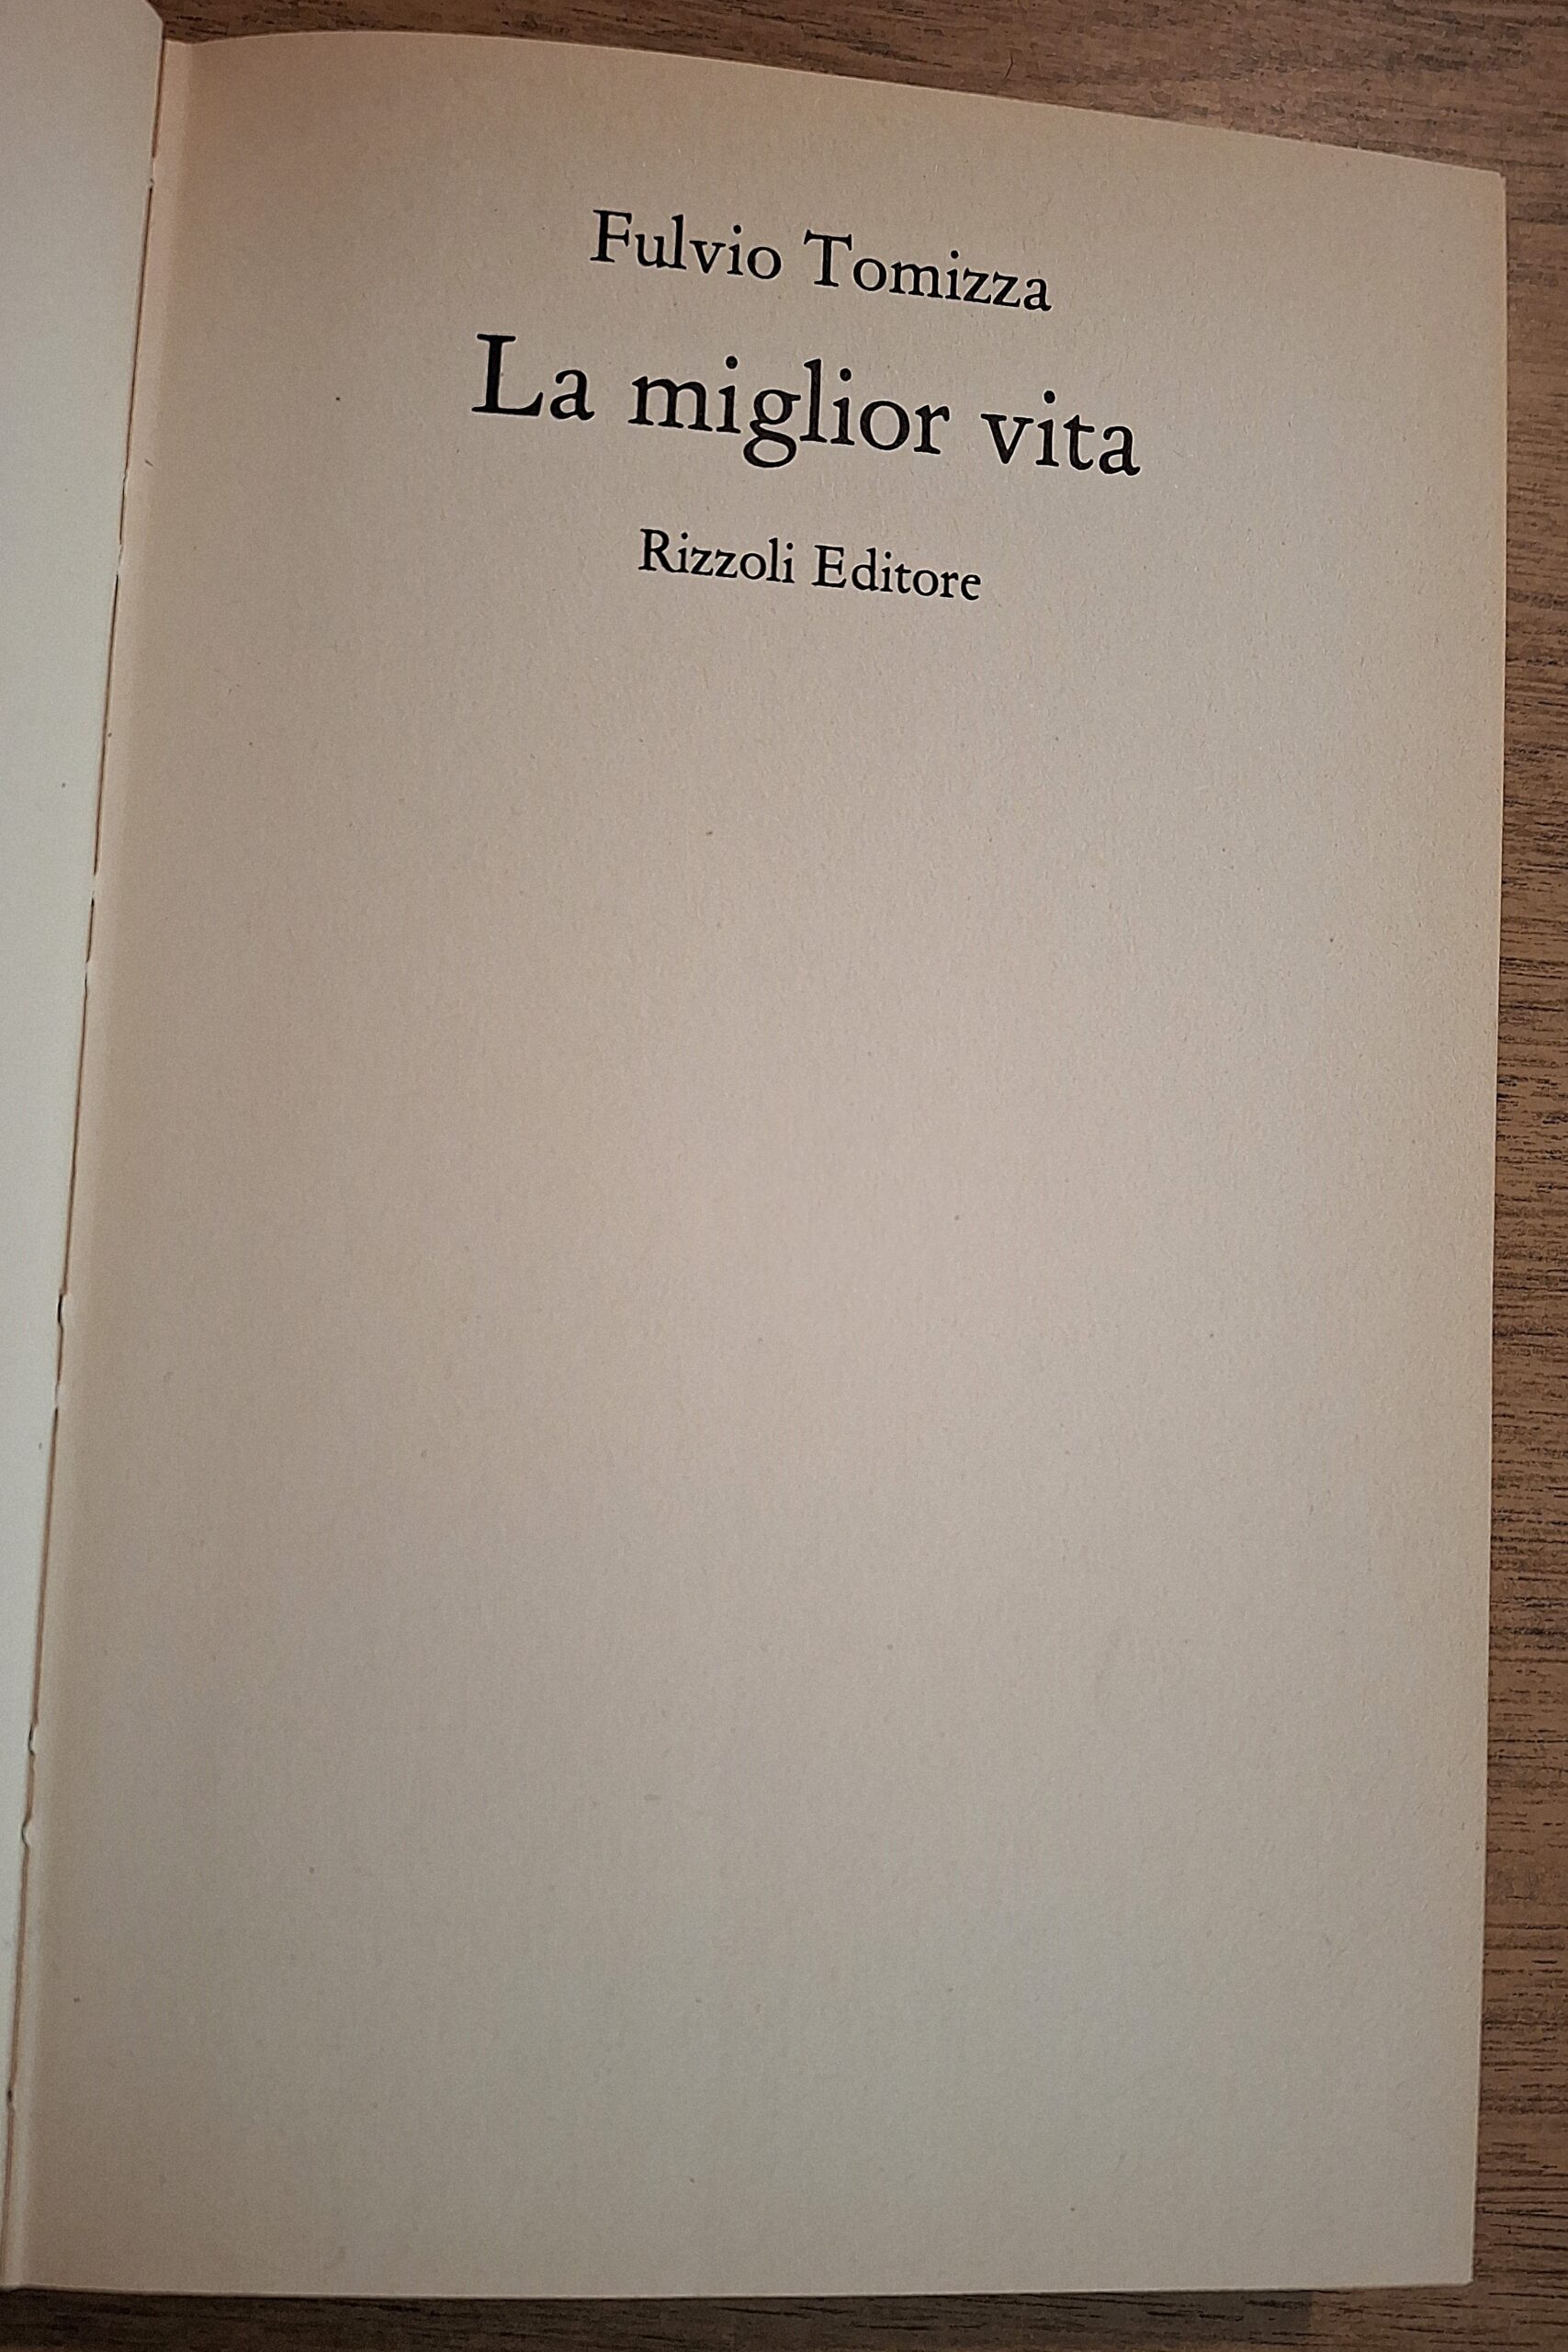 Fulvio Tomizza
La miglior vita
Rizzoli Editore